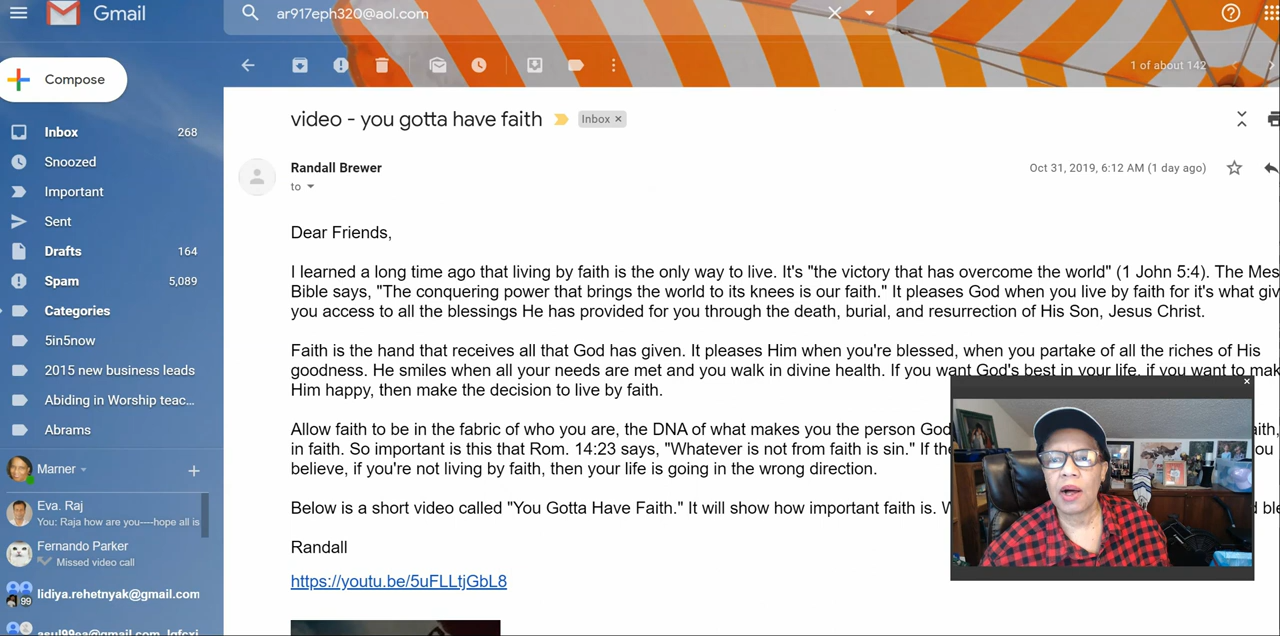 Gmail
ar917eph320@aol.com
Compose
1 of about 142
video - you gotta have faith
Inbox ×
Inbox 268
Snoozed
Important
Sent
Drafts 164
Spam 5,089
Categories
5in5now
2015 new business leads
Abiding in Worship teac...
Abrams
Marner
Eva. Raj
You: Raja how are you----hope all is
Fernando Parker
Missed video call
99
lidiya.rehetnyak@gmail.com
Randall Brewer
Oct 31, 2019, 6:12 AM (1 day ago)
to
Dear Friends,
I learned a long time ago that living by faith is the only way to live. It's "the victory that has overcome the world" (1 John 5:4). The Mes
Bible says, "The conquering power that brings the world to its knees is our faith." It pleases God when you live by faith for it's what giv
you access to all the blessings He has provided for you through the death, burial, and resurrection of His Son, Jesus Christ.
Faith is the hand that receives all that God has given. It pleases Him when you're blessed, when you partake of all the riches of His
goodness. He smiles when all your needs are met and you walk in divine health. If you want God's best in your life, if you want to mak
Him happy, then make the decision to live by faith.
Allow faith to be in the fabric of who you are, the DNA of what makes you the person God aith,
in faith. So important is this that Rom. 14:23 says, "Whatever is not from faith is sin." If the you
believe, if you're not living by faith, then your life is going in the wrong direction.
Below is a short video called "You Gotta Have Faith." It will show how important faith is. W d ble
Randall
https://youtu.be/5uFLLtjGbL8